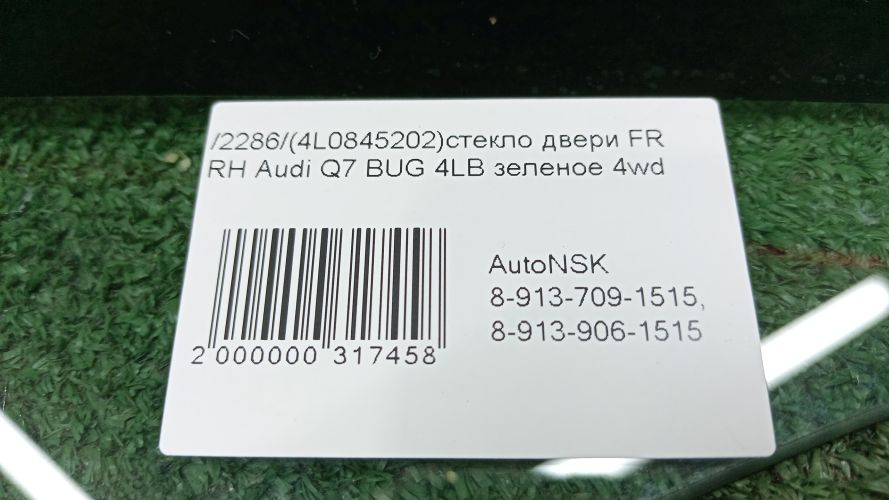 /2286/(4L0845202)стекло двери FR
RH Audi Q7 BUG 4LB зеленое 4wd
AutoNSK
8-913-709-1515,
8-913-906-1515
2 000000 317458